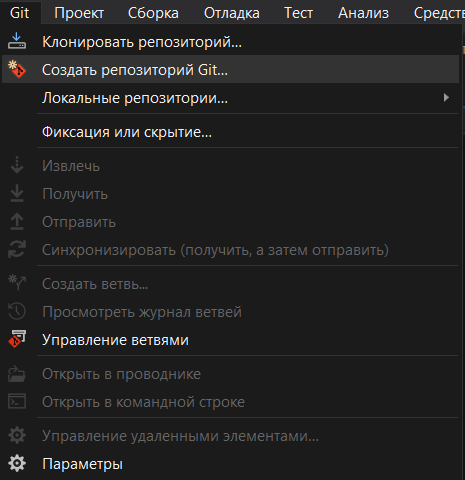 Git Проект Сборка Отладка Тест Анализ Средств
Клонировать репозиторий...
Создать репозиторий Git...
Локальные репозитории...
Фиксация или скрытие...
Извлечь
Получить
Отправить
Синхронизировать (получить, а затем отправить)
Создать ветвь...
Просмотреть журнал ветвей
Управление ветвями
Открыть в проводнике
Открыть в командной строке
Управление удаленными элементами...
Параметры